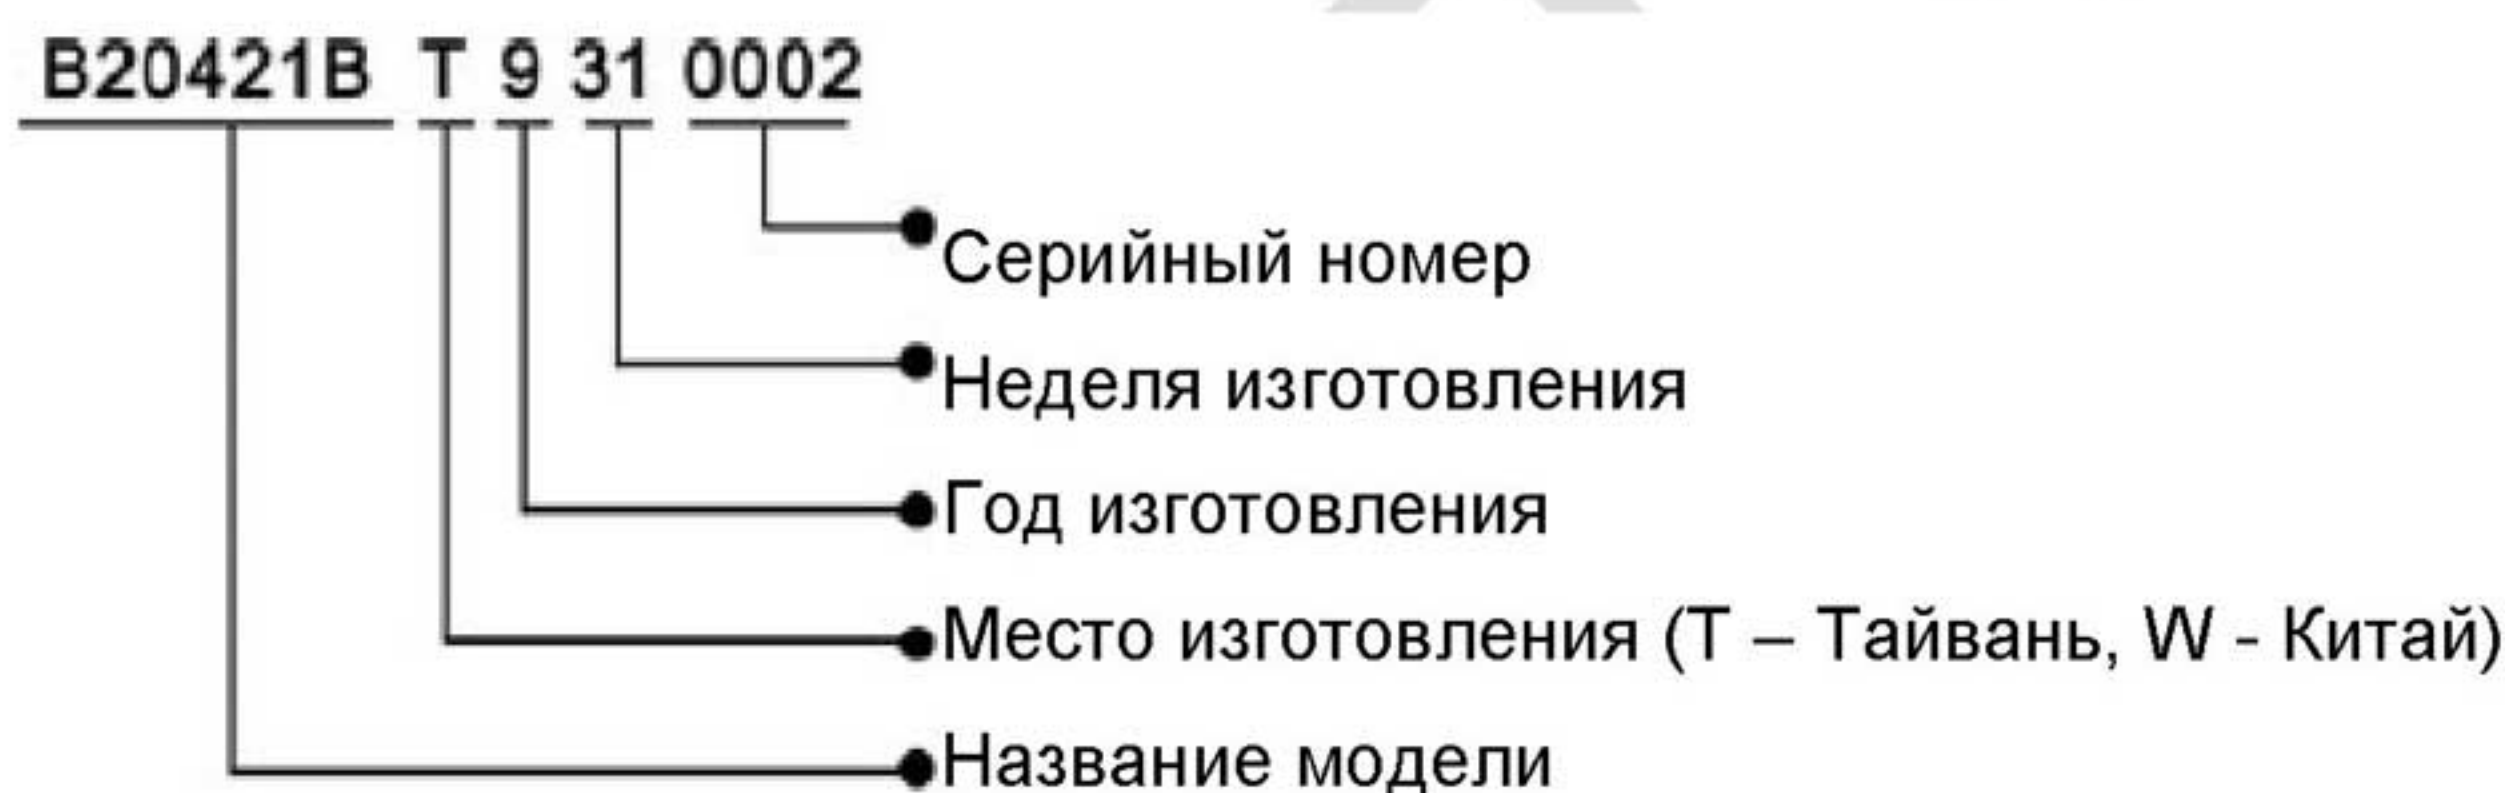 B20421B T 9 31 0002
Серийный номер
Неделя изготовления
Год изготовления
Место изготовления (Т – Тайвань, W - Китай)
Название модели